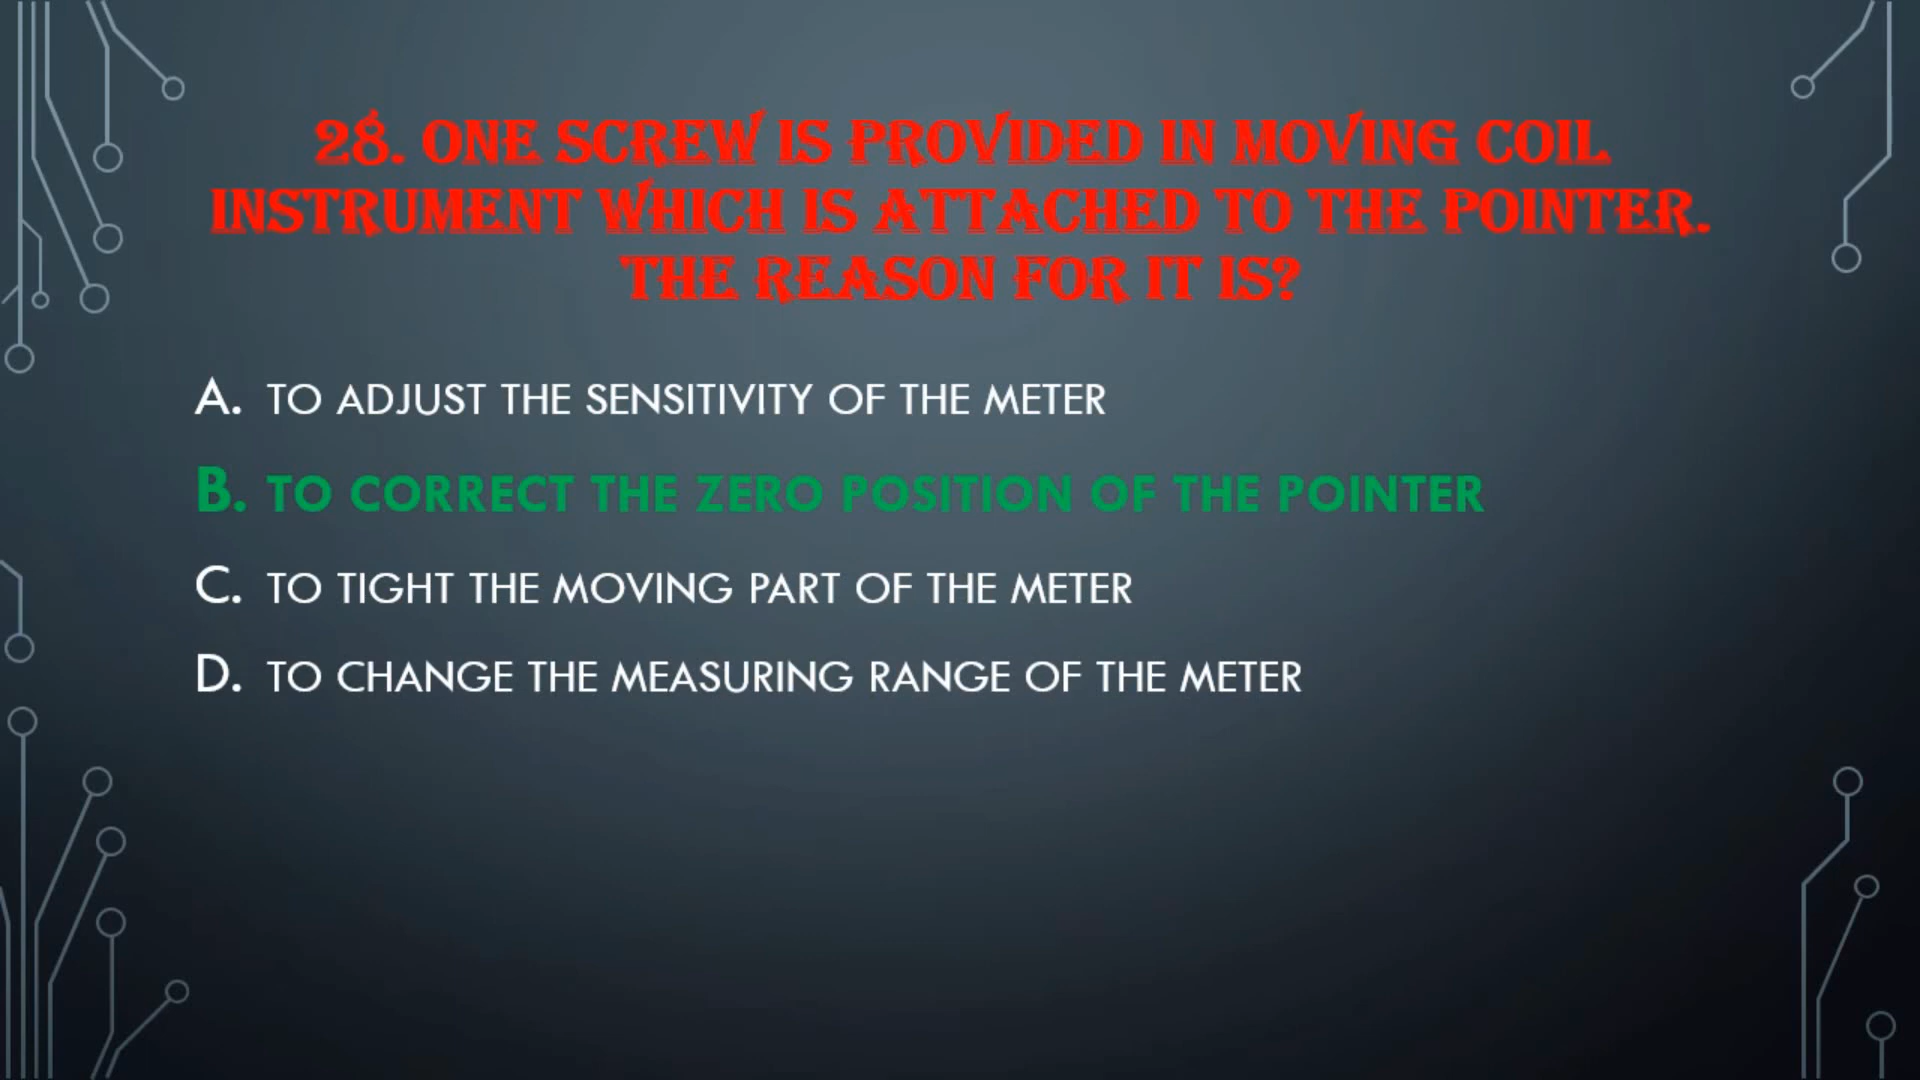 28. ONE SCREW IS PROVIDED IN MOVING COIL
INSTRUMENT WHICH IS ATTACHED TO THE POINTER.
THE REASON FOR IT IS?
A. TO ADJUST THE SENSITIVITY OF THE METER
B. TO CORRECT THE ZERO POSITION OF THE POINTER
C. TO TIGHT THE MOVING PART OF THE METER
D. TO CHANGE THE MEASURING RANGE OF THE METER